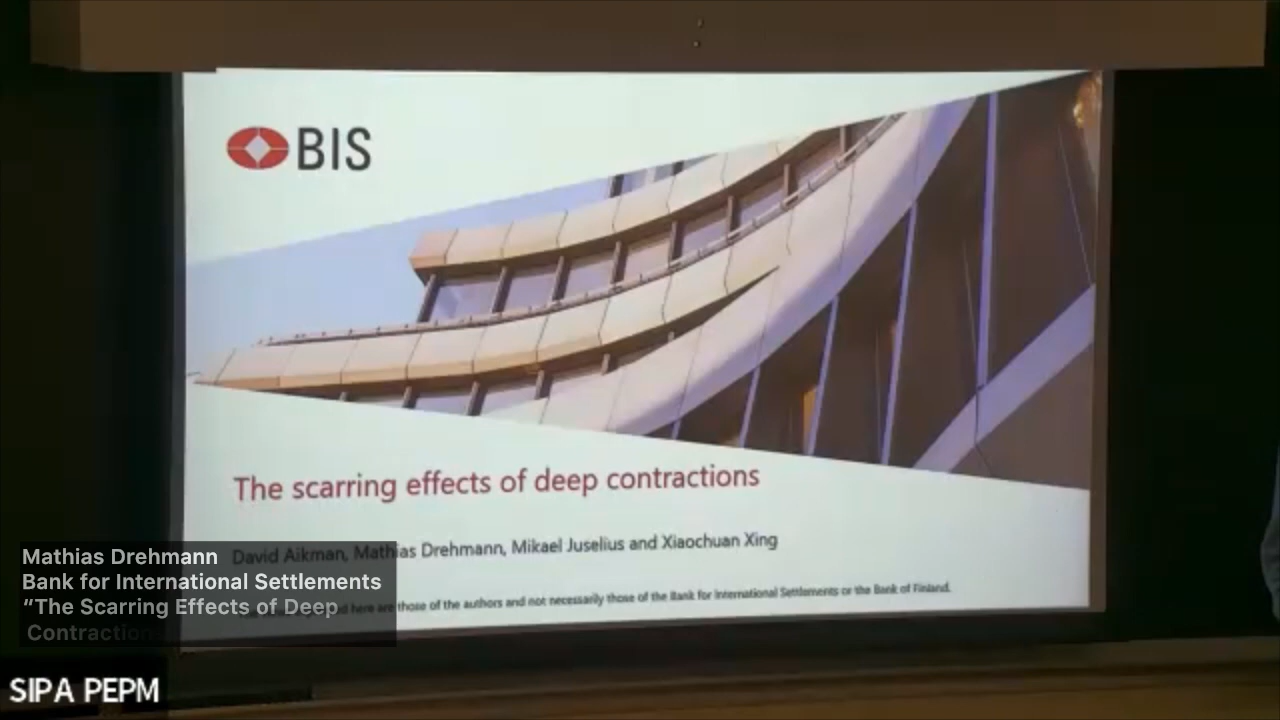 BIS
The scarring effects of deep contractions
David Aikman, Mathias Drehmann, Mikael Juselius and Xiaochuan Xing
here are those of the authors and not necessarily those of the Bank for International Settlements or the Bank of Finland.
Mathias Drehmann
Bank for International Settlements
“The Scarring Effects of Deep
Contraction
SIPA PEPM